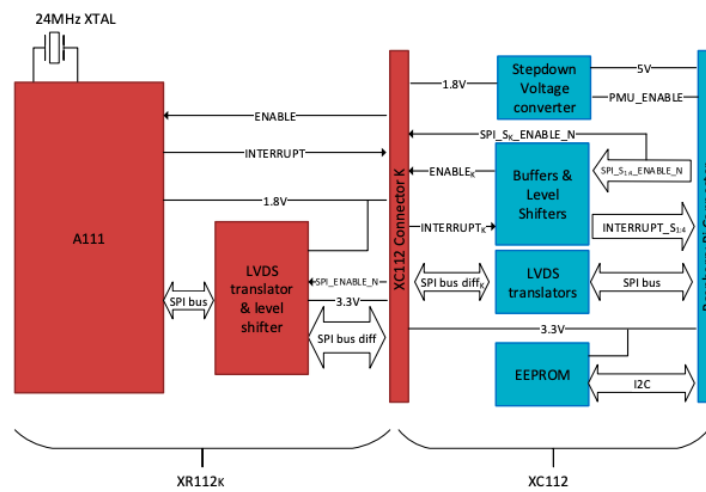 24MHz XTAL
A111
ENABLE
INTERRUPT
1.8V
SPI bus
LVDS
translator
& level
shifter
SPI_ENABLE_N
3.3V
SPI bus diff
XC112 Connector K
1.8V
Stepdown
Voltage
converter
5V
PMU_ENABLE
SPI_SK_ENABLE_N
ENABLEK
INTERRUPTK
Buffers &
Level
Shifters
SPI_S1:4_ENABLE_N
INTERRUPT_S1:4
SPI bus diffK
LVDS
translators
SPI bus
3.3V
EEPROM
I2C
XR112K
XC112